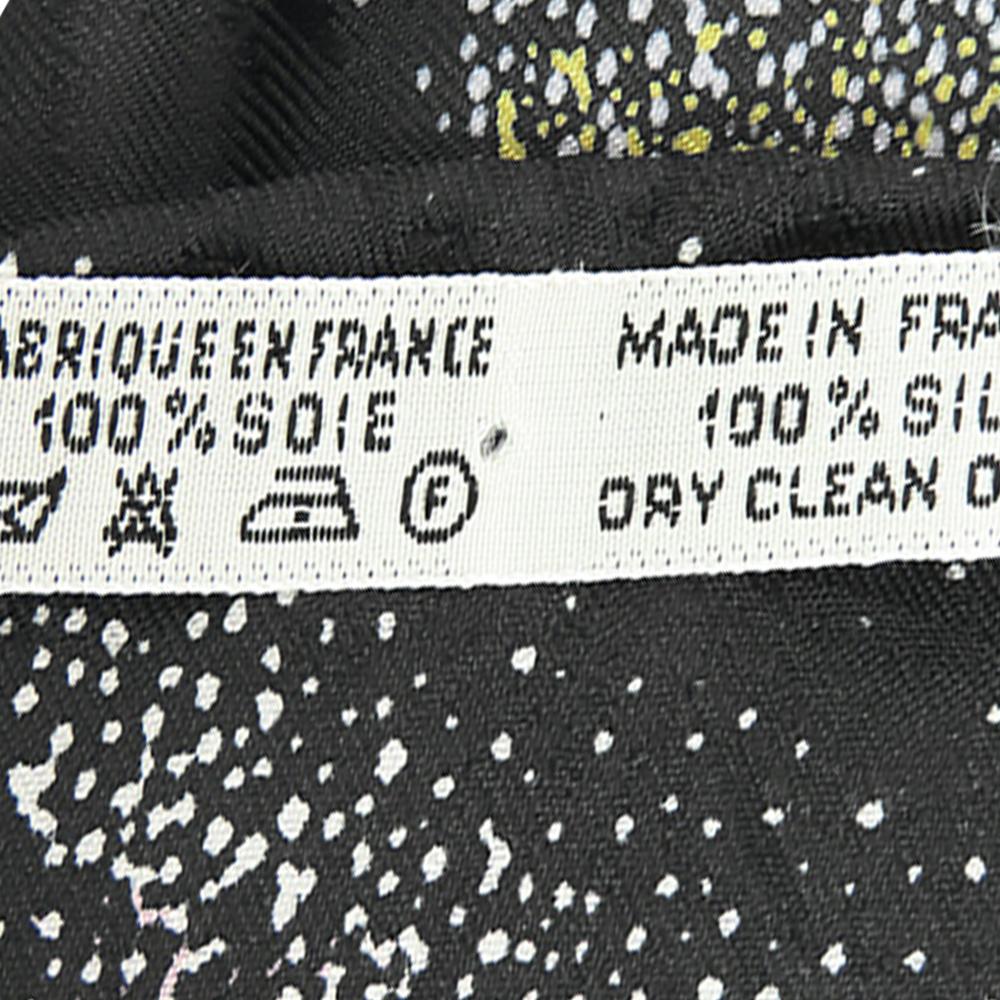 ABRIQUE EN FRANCE
100% SOIE
F
MADE IN FRA
100% SIL
DRY CLEAN O